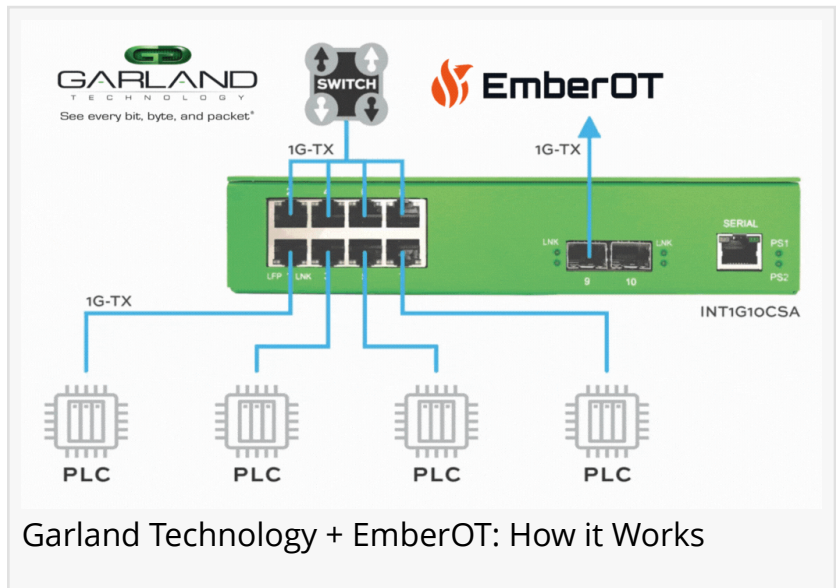 GARLAND
TECHNOLOGY
See every bit, byte, and packet®
SWITCH
EmberOT
1G-TX
1G-TX
SERIAL
LNK
LNK
PS1
PS2
LFP
LNK
9
10
1G-TX
INT1G10CSA
PLC
PLC
PLC
PLC
Garland Technology + EmberOT: How it Works